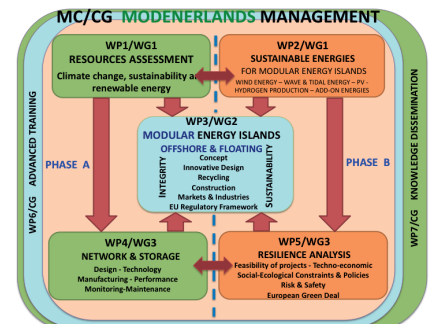 MC/CG MODENERLANDS MANAGEMENT
WP1/WG1
RESOURCES ASSESSMENT
Climate change, sustainability
renewable energy
WP2/WG1
SUSTAINABLE ENERGIES
FOR MODULAR ENERGY ISLANDS
WIND ENERGY – WAVE & TIDAL ENERGY – PV -
HYDROGEN PRODUCTION – ADD-ON ENERGIES
WP6/CG ADVANCED TRAINING
PHASE A
WP3/WG2
MODULAR ENERGY ISLANDS
OFFSHORE & FLOATING
INTEGRITY
Concept
Innovative Design
Recycling
Construction
Markets & Industries
EU Regulatory Framework
SUSTAINABILITY
PHASE B
WP7/CG KNOWLEDGE DISSEMINATION
WP4/WG3
NETWORK & STORAGE
Design - Technology
Manufacturing - Performance
Monitoring-Maintenance
WP5/WG3
RESILIENCE ANALYSIS
Feasibility of projects - Techno-economic
Social-Ecological Constraints & Policies
Risk & Safety
European Green Deal